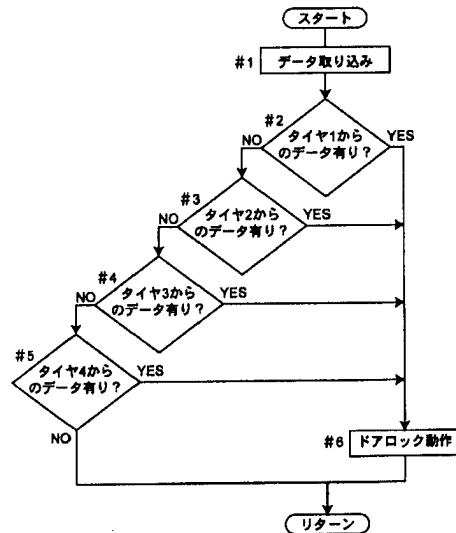 スタート
#1
データ取り込み
#2
タイヤ1から
のデータ有り?
NO
YES
#3
タイヤ2から
のデータ有り?
NO
YES
#4
タイヤ3から
のデータ有り?
NO
YES
#5
タイヤ4から
のデータ有り?
YES
NO
#6
ドアロック動作
リターン